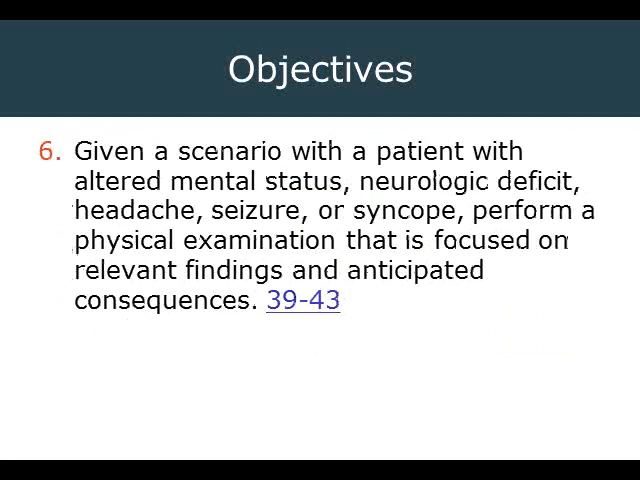 Objectives
6. Given a scenario with a patient with
altered mental status, neurologic deficit,
headache, seizure, or syncope, perform a
physical examination that is focused on
relevant findings and anticipated
consequences. 39-43